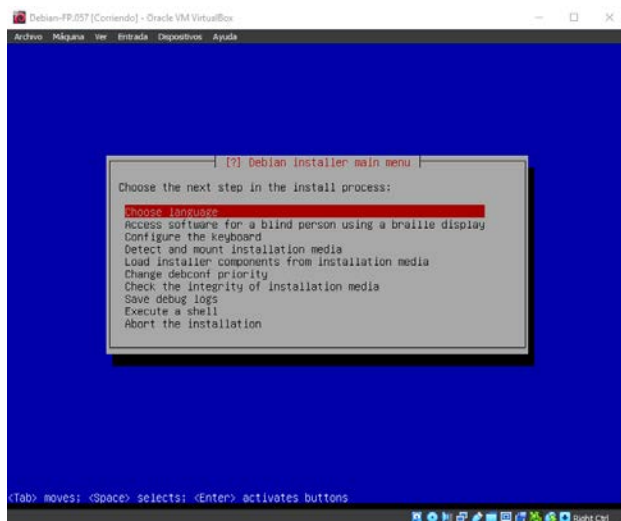 Debian-FP.057 [Corriendo] - Oracle VM VirtualBox
Archivo Máquina Ver Entrada Dispositivos Ayuda
[?] Debian installer main menu
Choose the next step in the install process:
Choose language
Access software for a blind person using a braille display
Configure the keyboard
Detect and mount installation media
Load installer components from installation media
Change debconf priority
Check the integrity of installation media
Save debug logs
Execute a shell
Abort the installation
<Tab> moves; <Space> selects; <Enter> activates buttons
Right Ctrl